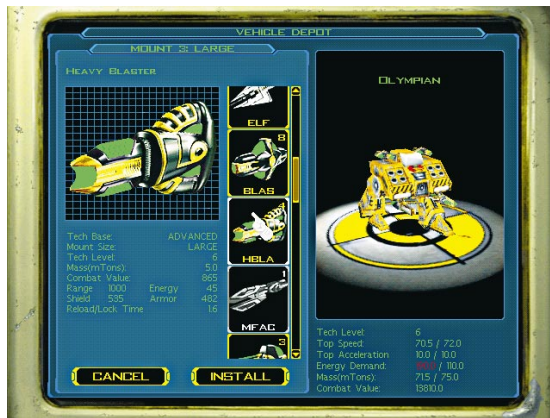 VEHICLE DEPOT
MOUNT 3: LARGE
HEAVY BLASTER
OLYMPIAN
ELF
8
BLAS
HBLA
1
MFAC
3
Tech Base: ADVANCED
Mount Size: LARGE
Tech Level: 6
Mass(mTons): 5.0
Combat Value: 865
Range 1000 Energy 45
Shield 535 Armor 482
Reload/Lock Time 1.6
CANCEL
INSTALL
Tech Level: 6
Top Speed: 70.5 / 72.0
Top Acceleration 10.0 / 10.0
Energy Demand: / 110.0
Mass(mTons): 71.5 / 75.0
Combat Value: 13810.0